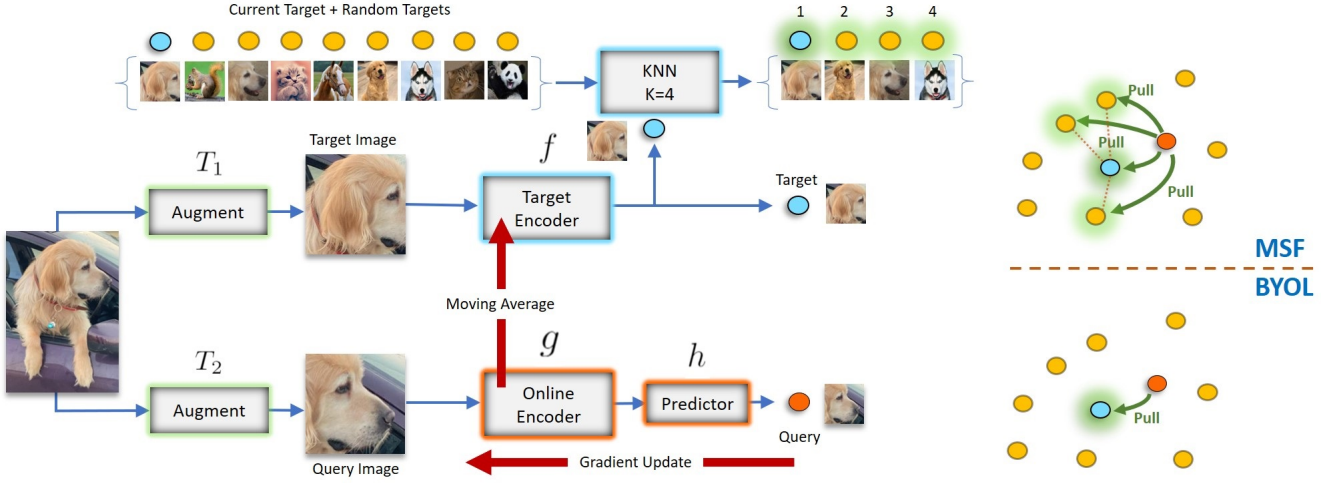 Current Target + Random Targets
1 2 3 4
KNN
K=4
Target Image
T1
Augment
f
Target
Encoder
Target
Moving Average
T2
Augment
Query Image
g
Online
Encoder
h
Predictor
Query
Gradient Update
Pull
Pull
Pull
MSF
BYOL
Pull